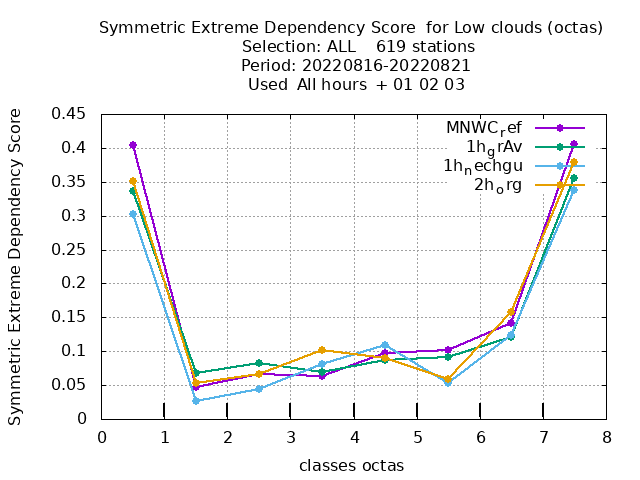 Symmetric Extreme Dependency Score  for Low clouds (octas)
Selection: ALL    619 stations
Period: 20220816-20220821
Used  All hours  + 01 02 03
Symmetric Extreme Dependency Score
0.45
0.4
0.35
0.3
0.25
0.2
0.15
0.1
0.05
0
MNWCref
1hgrAv
1hnechgu
2horg
0 1 2 3 4 5 6 7 8
classes octas